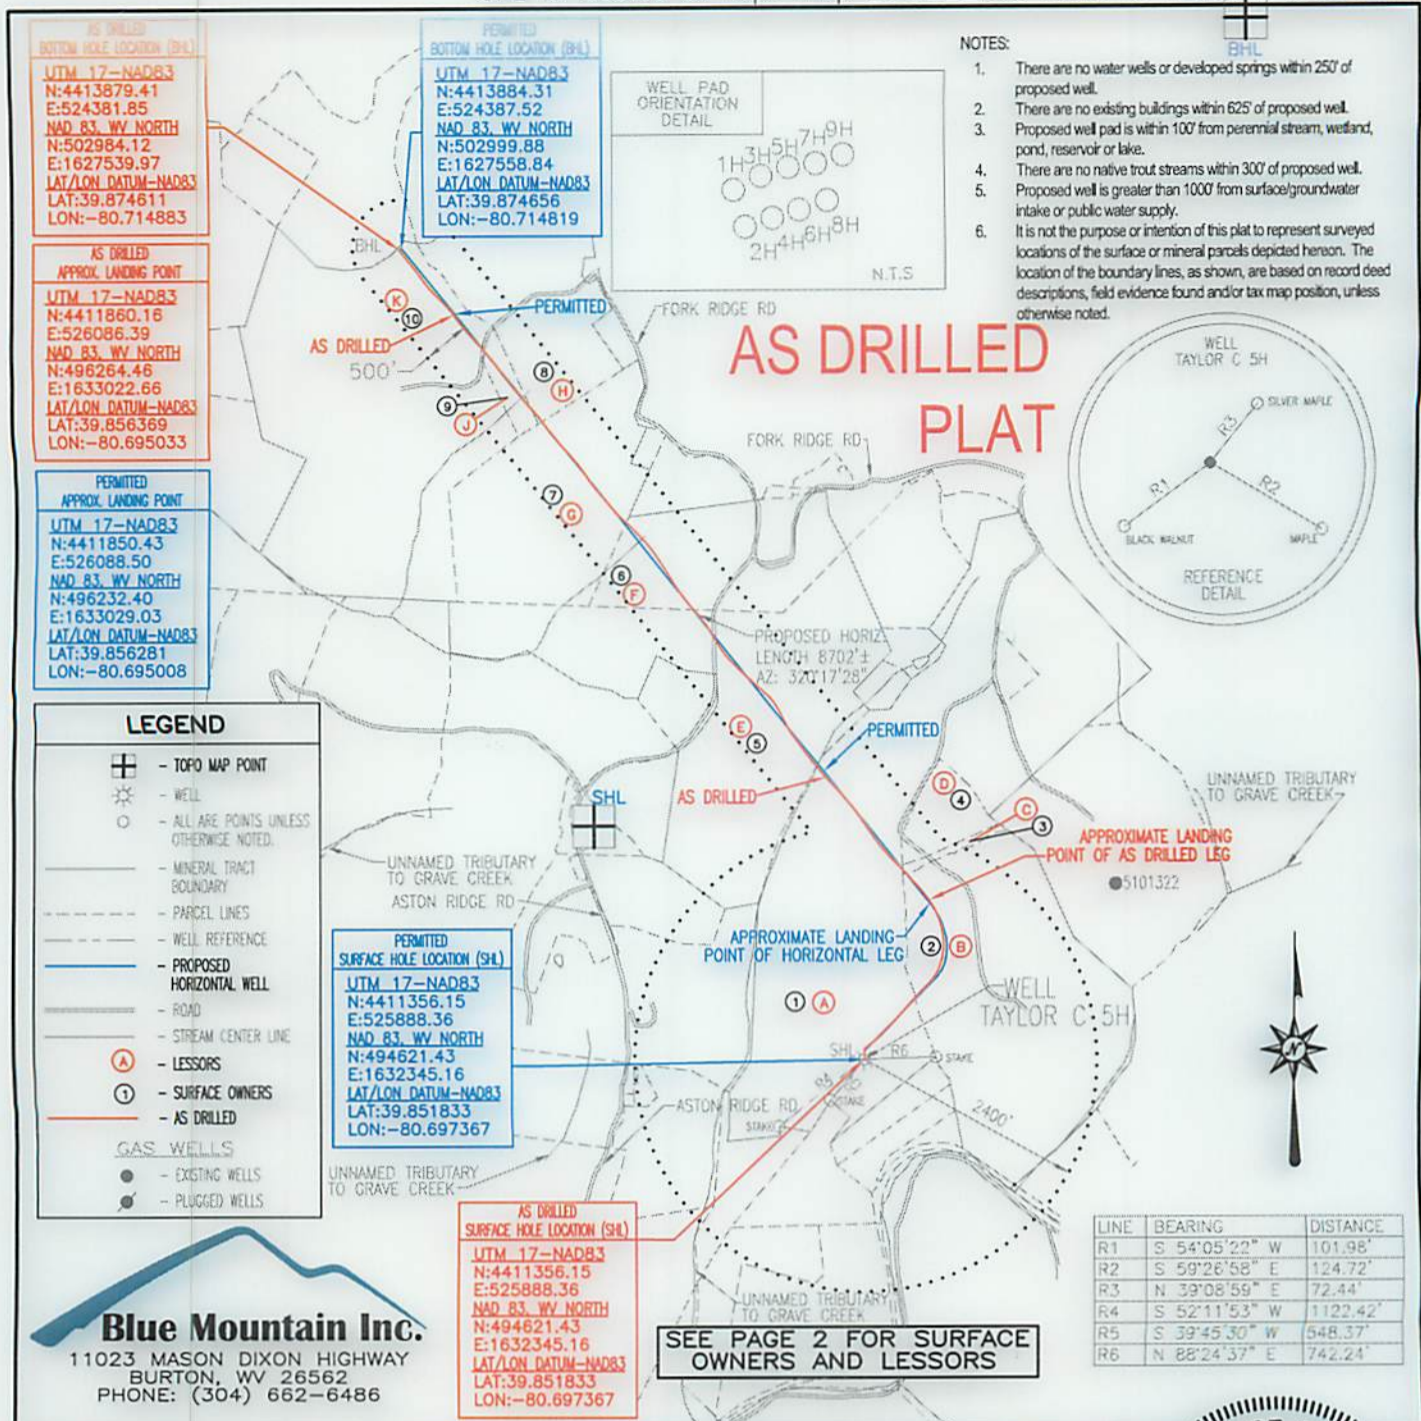 AS DRILLED
BOTTOM HOLE LOCATION (BHL)
UTM 17-NAD83
N:4413879.41
E:524381.85
NAD 83, WV NORTH
N:502984.12
E:1627539.97
LAT/LON DATUM-NAD83
LAT:39.874611
LON:-80.714883
PERMITTED
BOTTOM HOLE LOCATION (BHL)
UTM 17-NAD83
N:4413884.31
E:524387.52
NAD 83, WV NORTH
N:502999.88
E:1627558.84
LAT/LON DATUM-NAD83
LAT:39.874656
LON:-80.714819
WELL PAD
ORIENTATION
DETAIL
1H 3H 5H 7H 9H
2H 4H 6H 8H
N.T.S
BHL
NOTES:
1. There are no water wells or developed springs within 250' of
proposed well.
2. There are no existing buildings within 625' of proposed well.
3. Proposed well pad is within 100' from perennial stream, wetland,
pond, reservoir or lake.
4. There are no native trout streams within 300' of proposed well.
5. Proposed well is greater than 1000' from surface/groundwater
intake or public water supply.
6. It is not the purpose or intention of this plat to represent surveyed
locations of the surface or mineral parcels depicted hereon. The
location of the boundary lines, as shown, are based on record deed
descriptions, field evidence found and/or tax map position, unless
otherwise noted.
AS DRILLED
APPROX. LANDING POINT
UTM 17-NAD83
N:4411860.16
E:526086.39
NAD 83, WV NORTH
N:496264.46
E:1633022.66
LAT/LON DATUM-NAD83
LAT:39.856369
LON:-80.695033
PERMITTED
APPROX. LANDING POINT
UTM 17-NAD83
N:4411850.43
E:526088.50
NAD 83, WV NORTH
N:496232.40
E:1633029.03
LAT/LON DATUM-NAD83
LAT:39.856281
LON:-80.695008
BHL
K
10
PERMITTED
AS DRILLED
500'
FORK RIDGE RD
8
H
9
J
AS DRILLED
PLAT
FORK RIDGE RD
7
G
6
F
WELL
TAYLOR C 5H
SILVER MAPLE
R3
R1
R2
BLACK WALNUT
MAPLE
REFERENCE
DETAIL
PROPOSED HORIZ.
LENGTH 8702'±
AZ: 320°17'28"
E
5
PERMITTED
AS DRILLED
D
4
C
3
UNNAMED TRIBUTARY
TO GRAVE CREEK
APPROXIMATE LANDING
POINT OF AS DRILLED LEG
5101322
APPROXIMATE LANDING
POINT OF HORIZONTAL LEG
2
B
1
A
WELL
TAYLOR C 5H
SHL
R6
STAKE
R4
STAKE
STAKE
2400'
SHL
UNNAMED TRIBUTARY
TO GRAVE CREEK
ASTON RIDGE RD
ASTON RIDGE RD
UNNAMED TRIBUTARY
TO GRAVE CREEK
UNNAMED TRIBUTARY
TO GRAVE CREEK
N
LEGEND
- TOPO MAP POINT
- WELL
- ALL ARE POINTS UNLESS
OTHERWISE NOTED.
- MINERAL TRACT
BOUNDARY
- PARCEL LINES
- WELL REFERENCE
- PROPOSED
HORIZONTAL WELL
- ROAD
- STREAM CENTER LINE
A - LESSORS
1 - SURFACE OWNERS
- AS DRILLED
GAS WELLS
- EXISTING WELLS
- PLUGGED WELLS
PERMITTED
SURFACE HOLE LOCATION (SHL)
UTM 17-NAD83
N:4411356.15
E:525888.36
NAD 83, WV NORTH
N:494621.43
E:1632345.16
LAT/LON DATUM-NAD83
LAT:39.851833
LON:-80.697367
AS DRILLED
SURFACE HOLE LOCATION (SHL)
UTM 17-NAD83
N:4411356.15
E:525888.36
NAD 83, WV NORTH
N:494621.43
E:1632345.16
LAT/LON DATUM-NAD83
LAT:39.851833
LON:-80.697367
Blue Mountain Inc.
11023 MASON DIXON HIGHWAY
BURTON, WV 26562
PHONE: (304) 662-6486
SEE PAGE 2 FOR SURFACE
OWNERS AND LESSORS
LINE BEARING DISTANCE
R1 S 54°05'22" W 101.98'
R2 S 59°26'58" E 124.72'
R3 N 39°08'59" E 72.44'
R4 S 52°11'53" W 1122.42'
R5 S 39°45'30" W 548.37'
R6 N 88°24'37" E 742.24'